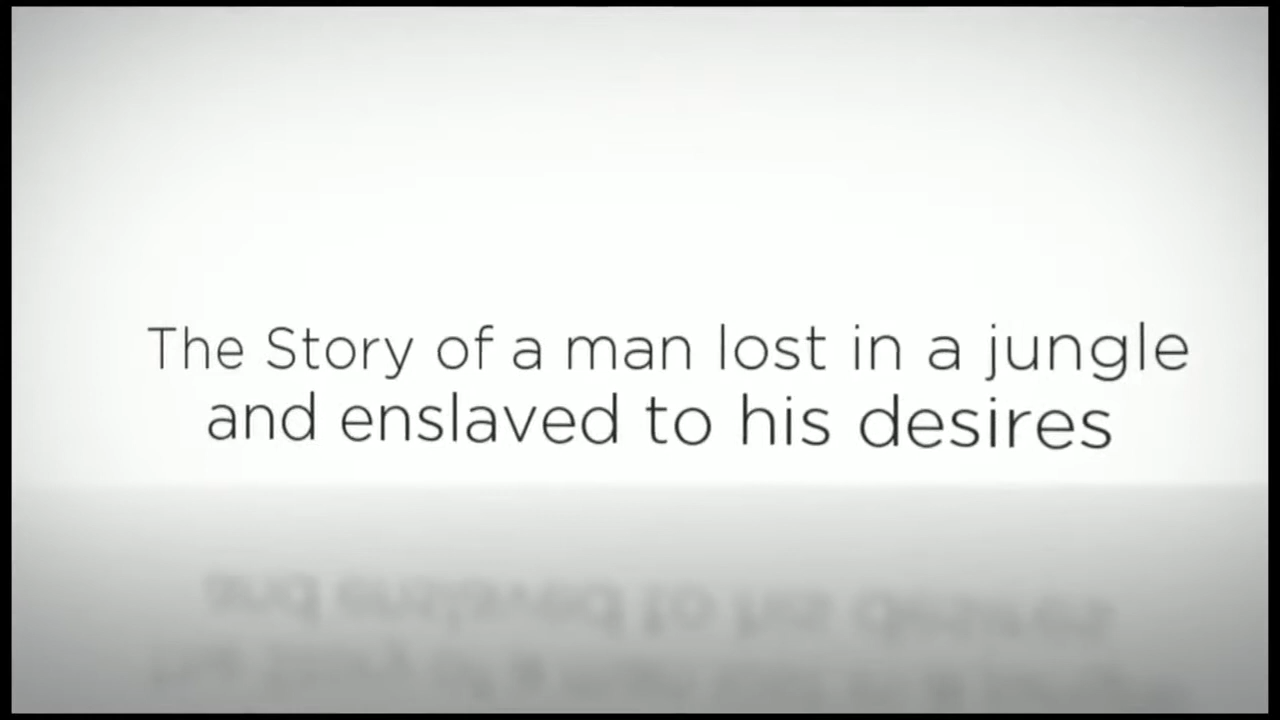 The Story of a man lost in a jungle
and enslaved to his desires